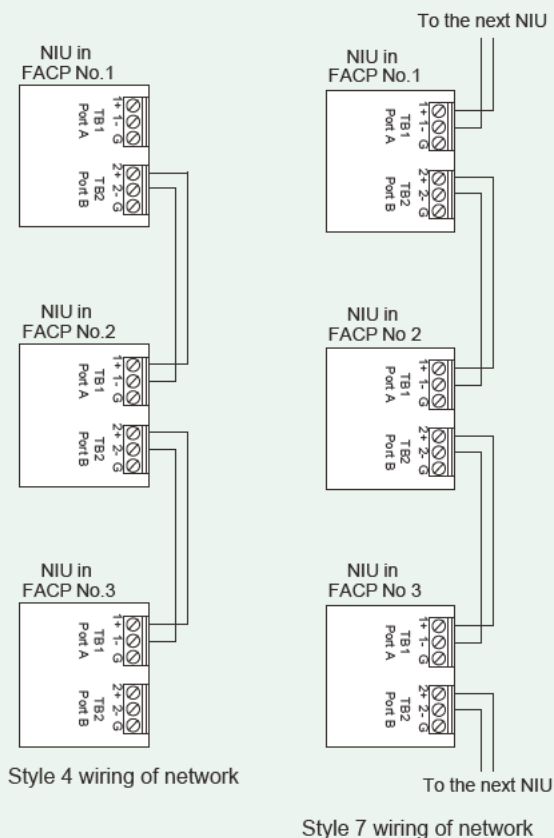 NIU in
FACP No.1
1+
1-
G
TB1
Port A
2+
2-
G
TB2
Port B
NIU in
FACP No.2
1+
1-
G
TB1
Port A
2+
2-
G
TB2
Port B
NIU in
FACP No.3
1+
1-
G
TB1
Port A
2+
2-
G
TB2
Port B
Style 4 wiring of network
To the next NIU
NIU in
FACP No.1
1+
1-
G
TB1
Port A
2+
2-
G
TB2
Port B
NIU in
FACP No 2
1+
1-
G
TB1
Port A
2+
2-
G
TB2
Port B
NIU in
FACP No 3
1+
1-
G
TB1
Port A
2+
2-
G
TB2
Port B
To the next NIU
Style 7 wiring of network